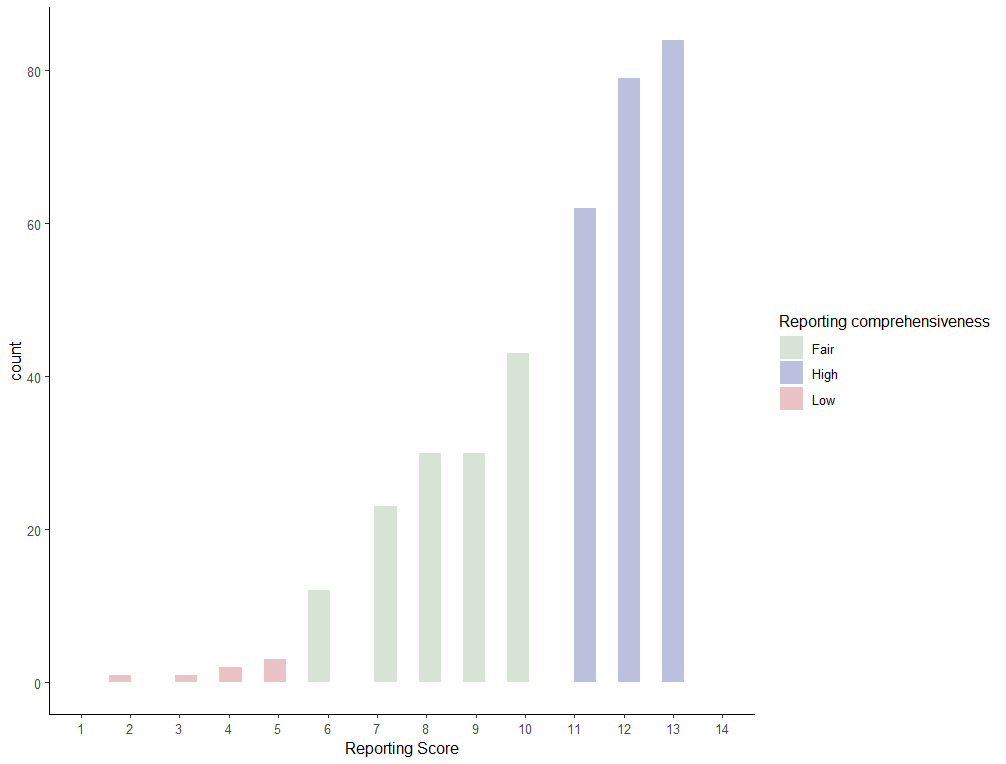 80
60
40
20
0
count
1 2 3 4 5 6 7 8 9 10 11 12 13 14
Reporting Score
Reporting comprehensiveness
Fair
High
Low